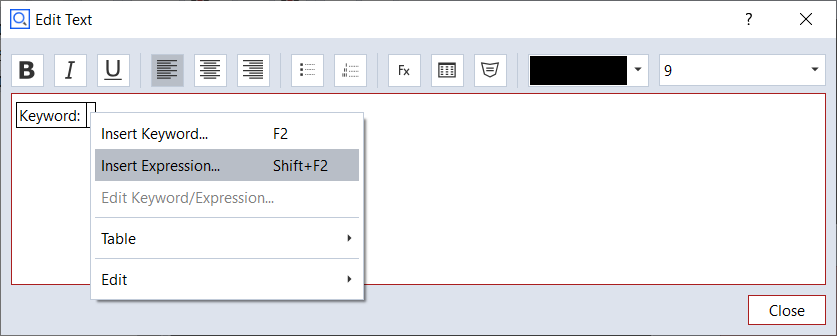 Edit Text
?
B I U Fx 9
Keyword:
Insert Keyword... F2
Insert Expression... Shift+F2
Edit Keyword/Expression...
Table
Edit
Close